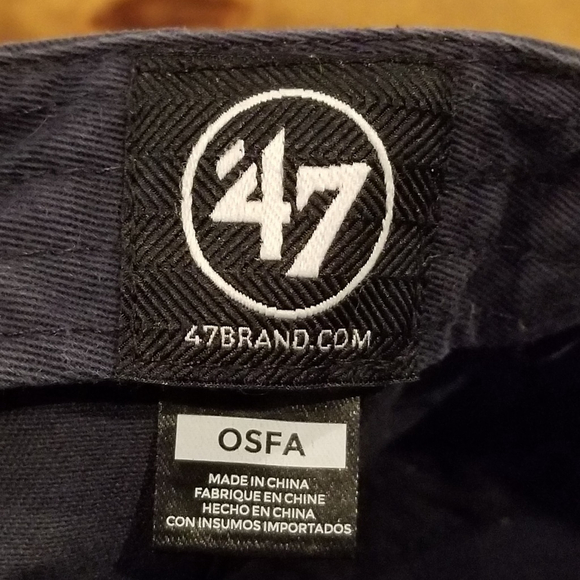 '47
47BRAND.COM
OSFA
MADE IN CHINA
FABRIQUE EN CHINE
HECHO EN CHINA
CON INSUMOS IMPORTADOS